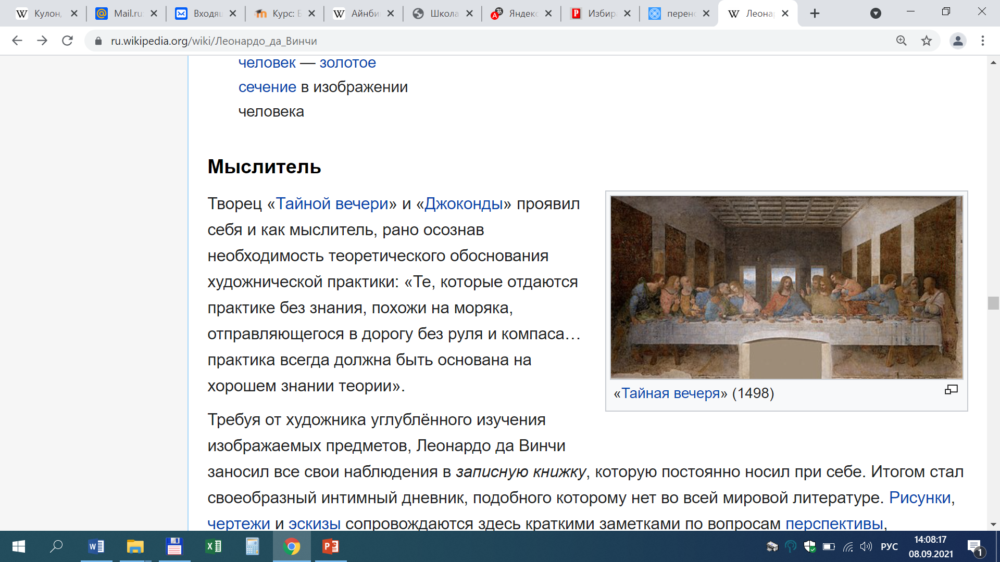 Кулон,
Mail.ru
Входящ
Курс: В
Айнби
Школа
Яндекс
Избир
перено
Леонар
ru.wikipedia.org/wiki/Леонардо_да_Винчи
человек — золотое
сечение в изображении
человека
Мыслитель
Творец «Тайной вечери» и «Джоконды» проявил
себя и как мыслитель, рано осознав
необходимость теоретического обоснования
художнической практики: «Те, которые отдаются
практике без знания, похожи на моряка,
отправляющегося в дорогу без руля и компаса…
практика всегда должна быть основана на
хорошем знании теории».
«Тайная вечеря» (1498)
Требуя от художника углублённого изучения
изображаемых предметов, Леонардо да Винчи
заносил все свои наблюдения в записную книжку, которую постоянно носил при себе. Итогом стал
своеобразный интимный дневник, подобного которому нет во всей мировой литературе. Рисунки,
чертежи и эскизы сопровождаются здесь краткими заметками по вопросам перспективы,
РУС
14:08:17
08.09.2021
1